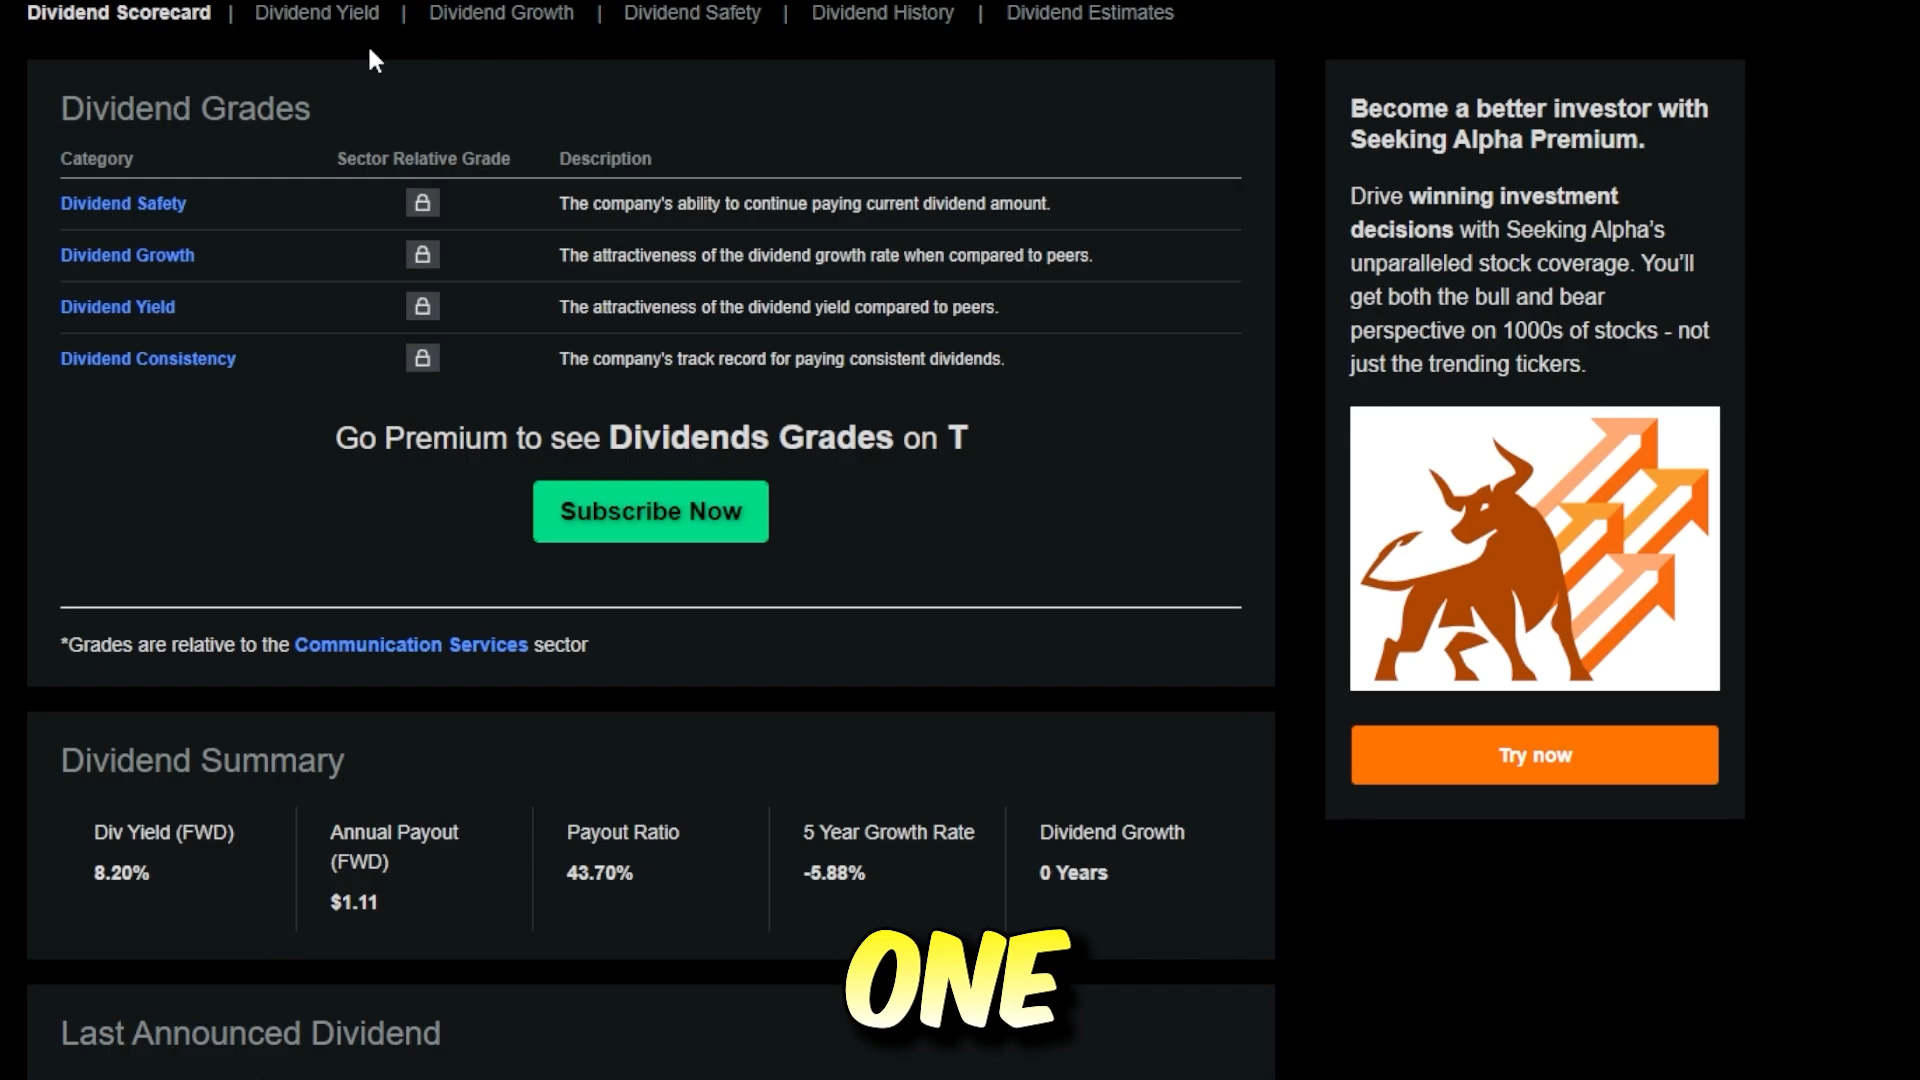 Dividend Scorecard | Dividend Yield | Dividend Growth | Dividend Safety | Dividend History | Dividend Estimates
Dividend Grades
Category Sector Relative Grade Description
Dividend Safety The company's ability to continue paying current dividend amount.
Dividend Growth The attractiveness of the dividend growth rate when compared to peers.
Dividend Yield The attractiveness of the dividend yield compared to peers.
Dividend Consistency The company's track record for paying consistent dividends.
Go Premium to see Dividends Grades on T
Subscribe Now
*Grades are relative to the Communication Services sector
Become a better investor with
Seeking Alpha Premium.
Drive winning investment
decisions with Seeking Alpha's
unparalleled stock coverage. You'll
get both the bull and bear
perspective on 1000s of stocks - not
just the trending tickers.
Try now
Dividend Summary
Div Yield (FWD)
8.20%
Annual Payout
(FWD)
$1.11
Payout Ratio
43.70%
5 Year Growth Rate
-5.88%
Dividend Growth
0 Years
ONE
Last Announced Dividend